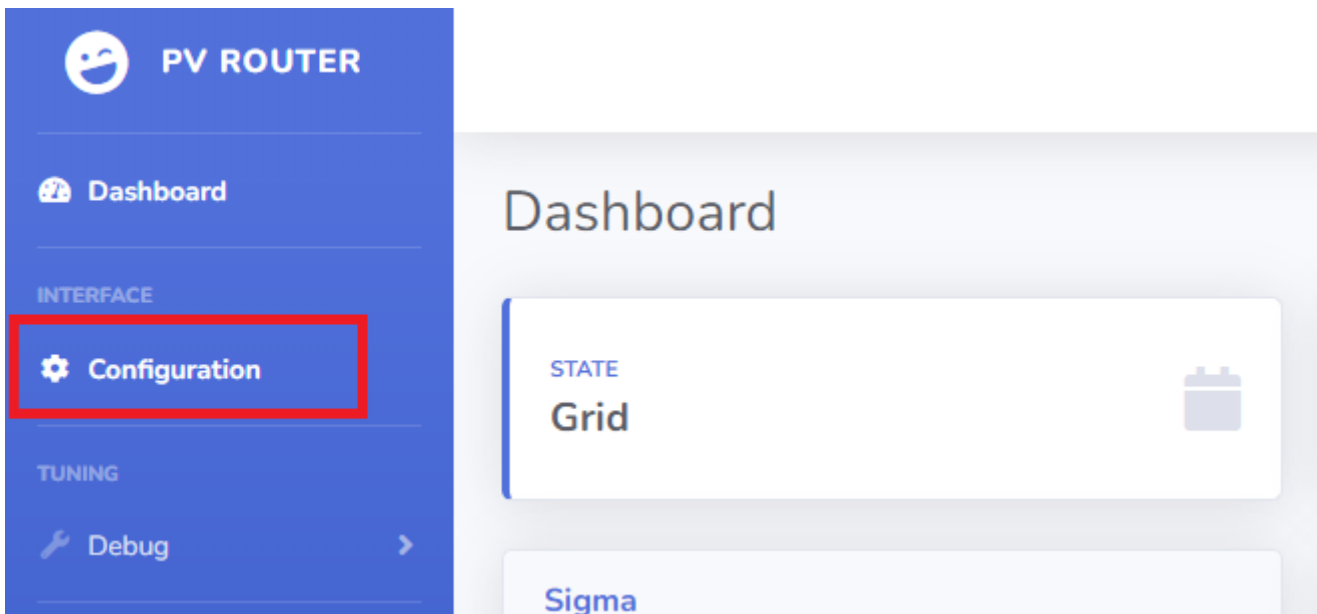 PV ROUTER
Dashboard
INTERFACE
Configuration
TUNING
Debug
Dashboard
STATE
Grid
Sigma